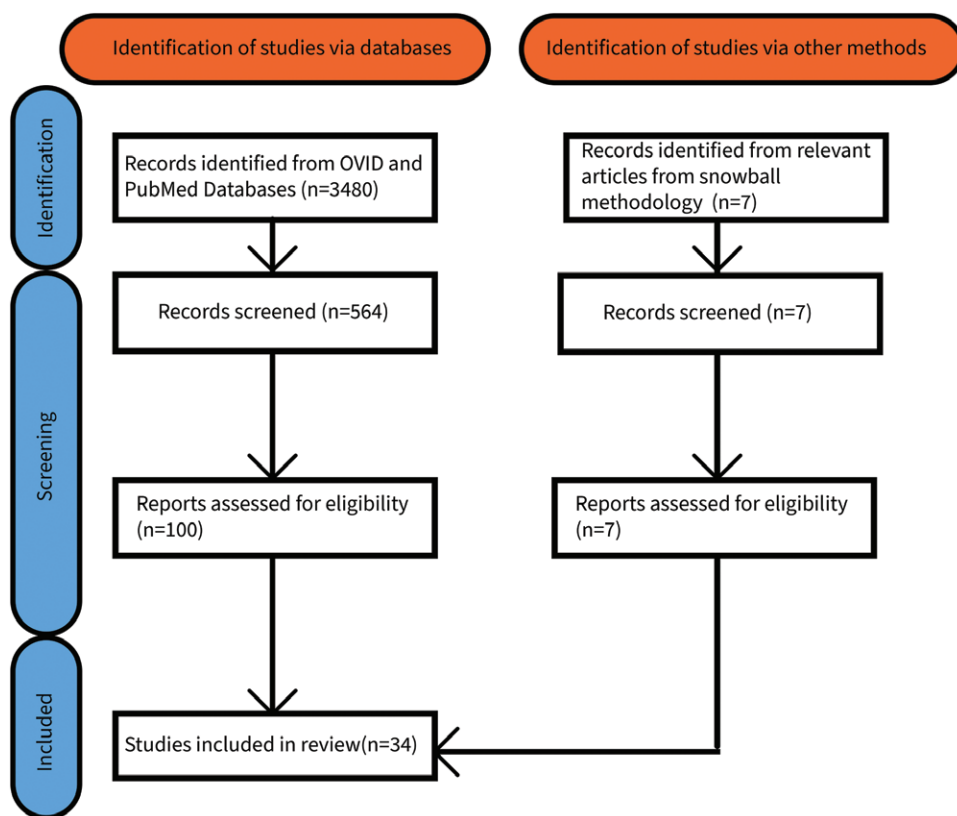 Identification of studies via databases
Identification of studies via other methods
Identification
Records identified from OVID and
PubMed Databases (n=3480)
Records identified from relevant
articles from snowball
methodology (n=7)
Screening
Records screened (n=564)
Records screened (n=7)
Reports assessed for eligibility
(n=100)
Reports assessed for eligibility
(n=7)
Included
Studies included in review(n=34)